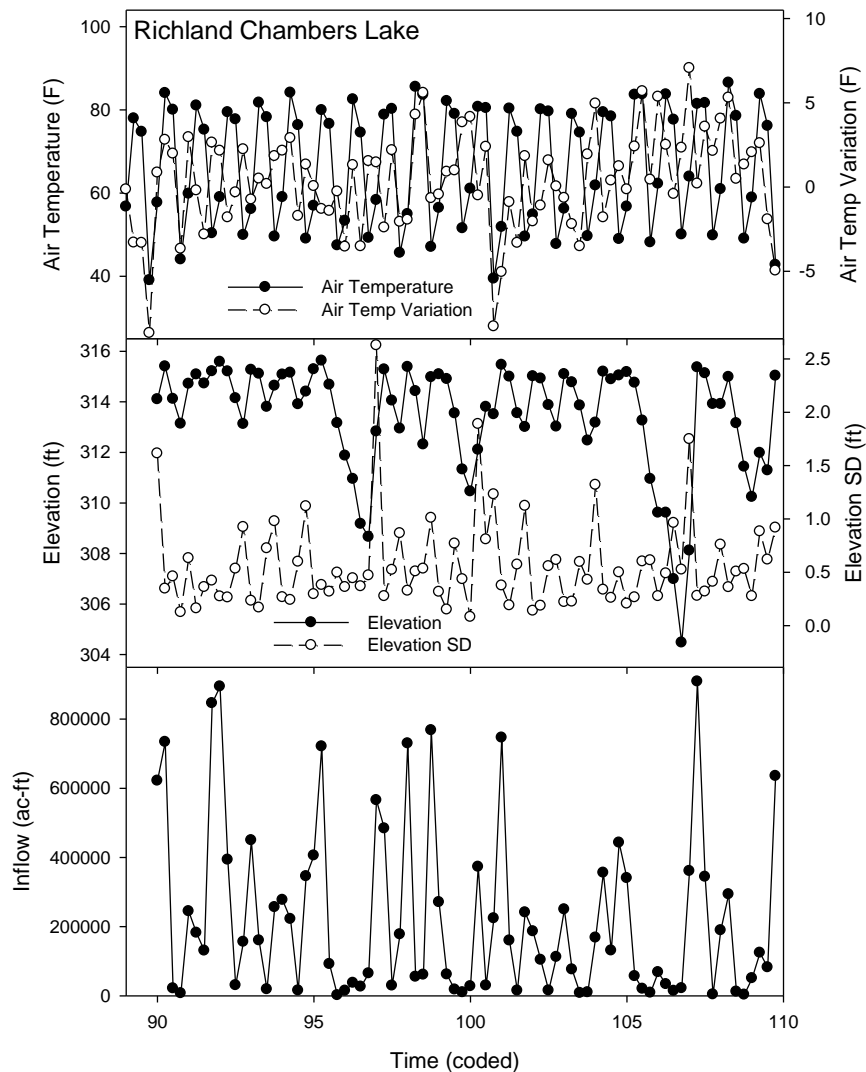 Richland Chambers Lake
Air Temperature (F)
100
80
60
40
Air Temp Variation (F)
10
5
0
-5
Air Temperature
Air Temp Variation
Elevation (ft)
316
314
312
310
308
306
304
Elevation SD (ft)
2.5
2.0
1.5
1.0
0.5
0.0
Elevation
Elevation SD
Inflow (ac-ft)
800000
600000
400000
200000
0
90
95
100
105
110
Time (coded)